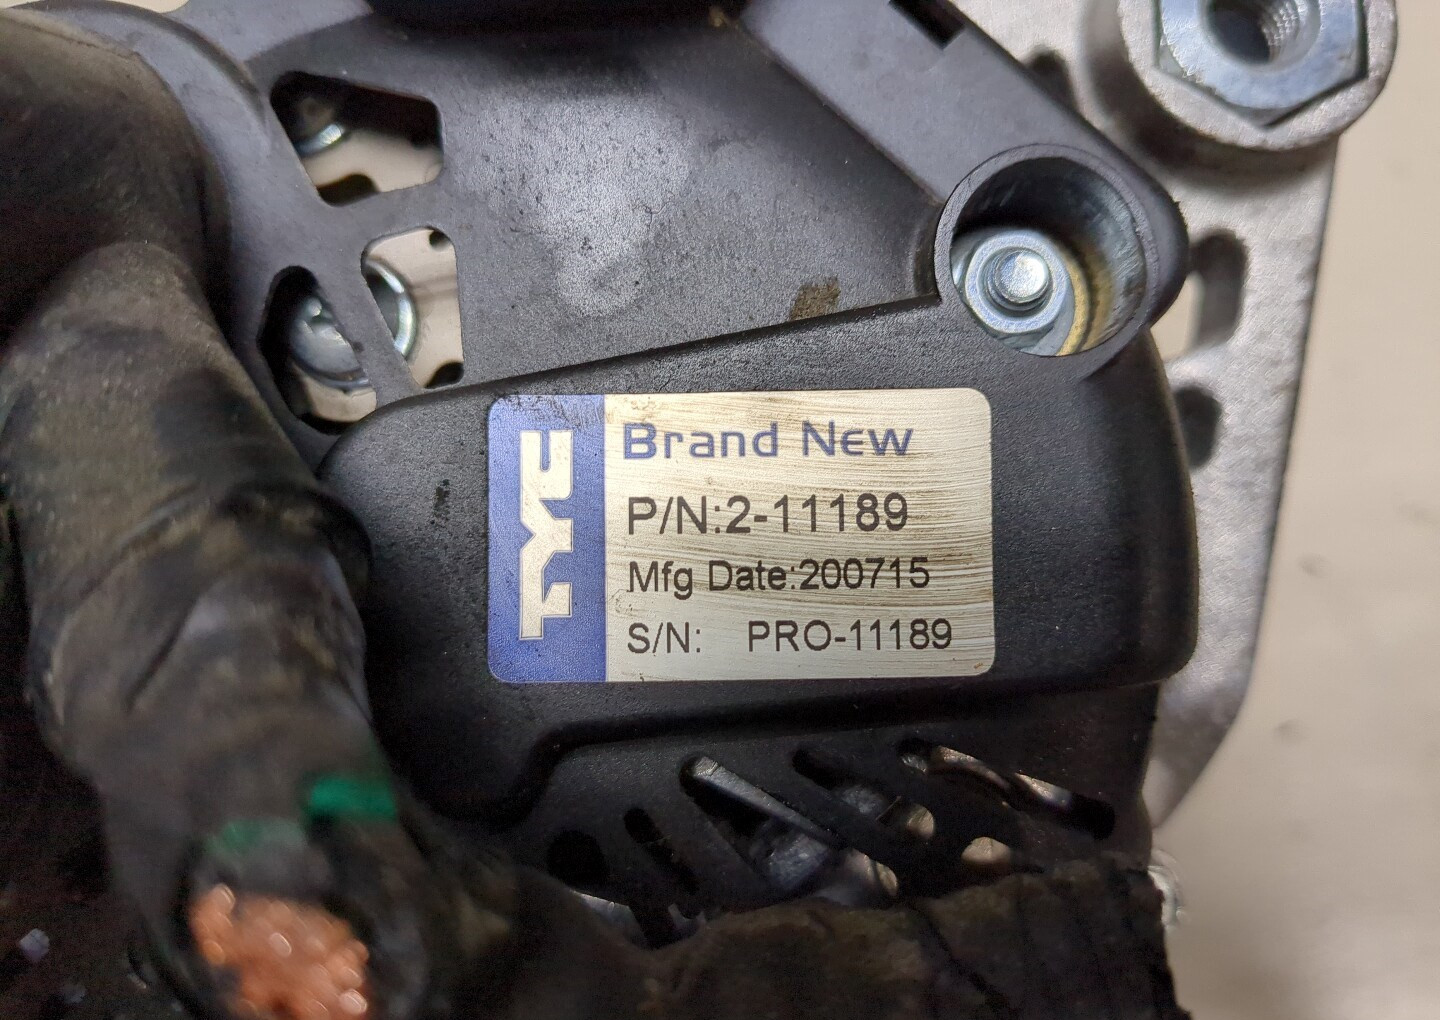 TYC
Brand New
P/N:2-11189
Mfg Date:200715
S/N: PRO-11189